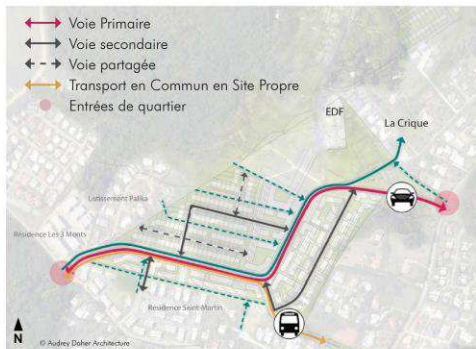 Voie Primaire
Voie secondaire
Voie partagée
Transport en Commun en Site Propre
Entrées de quartier
EDF
La Crique
Lotissement Palika
Résidence Les 3 Monts
Résidence Saint-Martin
N
© Audrey Daher Architecture